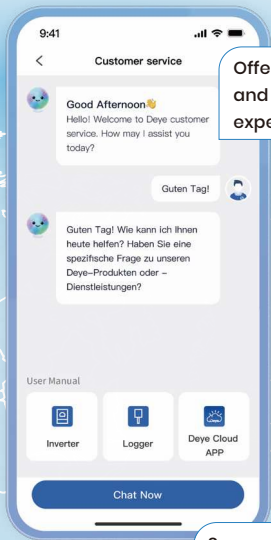 9:41
Customer service
Offe
and
expe
Good Afternoon👋
Hello! Welcome to Deye customer
service. How may I assist you
today?
Guten Tag!
Guten Tag! Wie kann ich Ihnen
heute helfen? Haben Sie eine
spezifische Frage zu unseren
Deye-Produkten oder -
Dienstleistungen?
User Manual
Inverter
Logger
Deye Cloud
APP
Chat Now